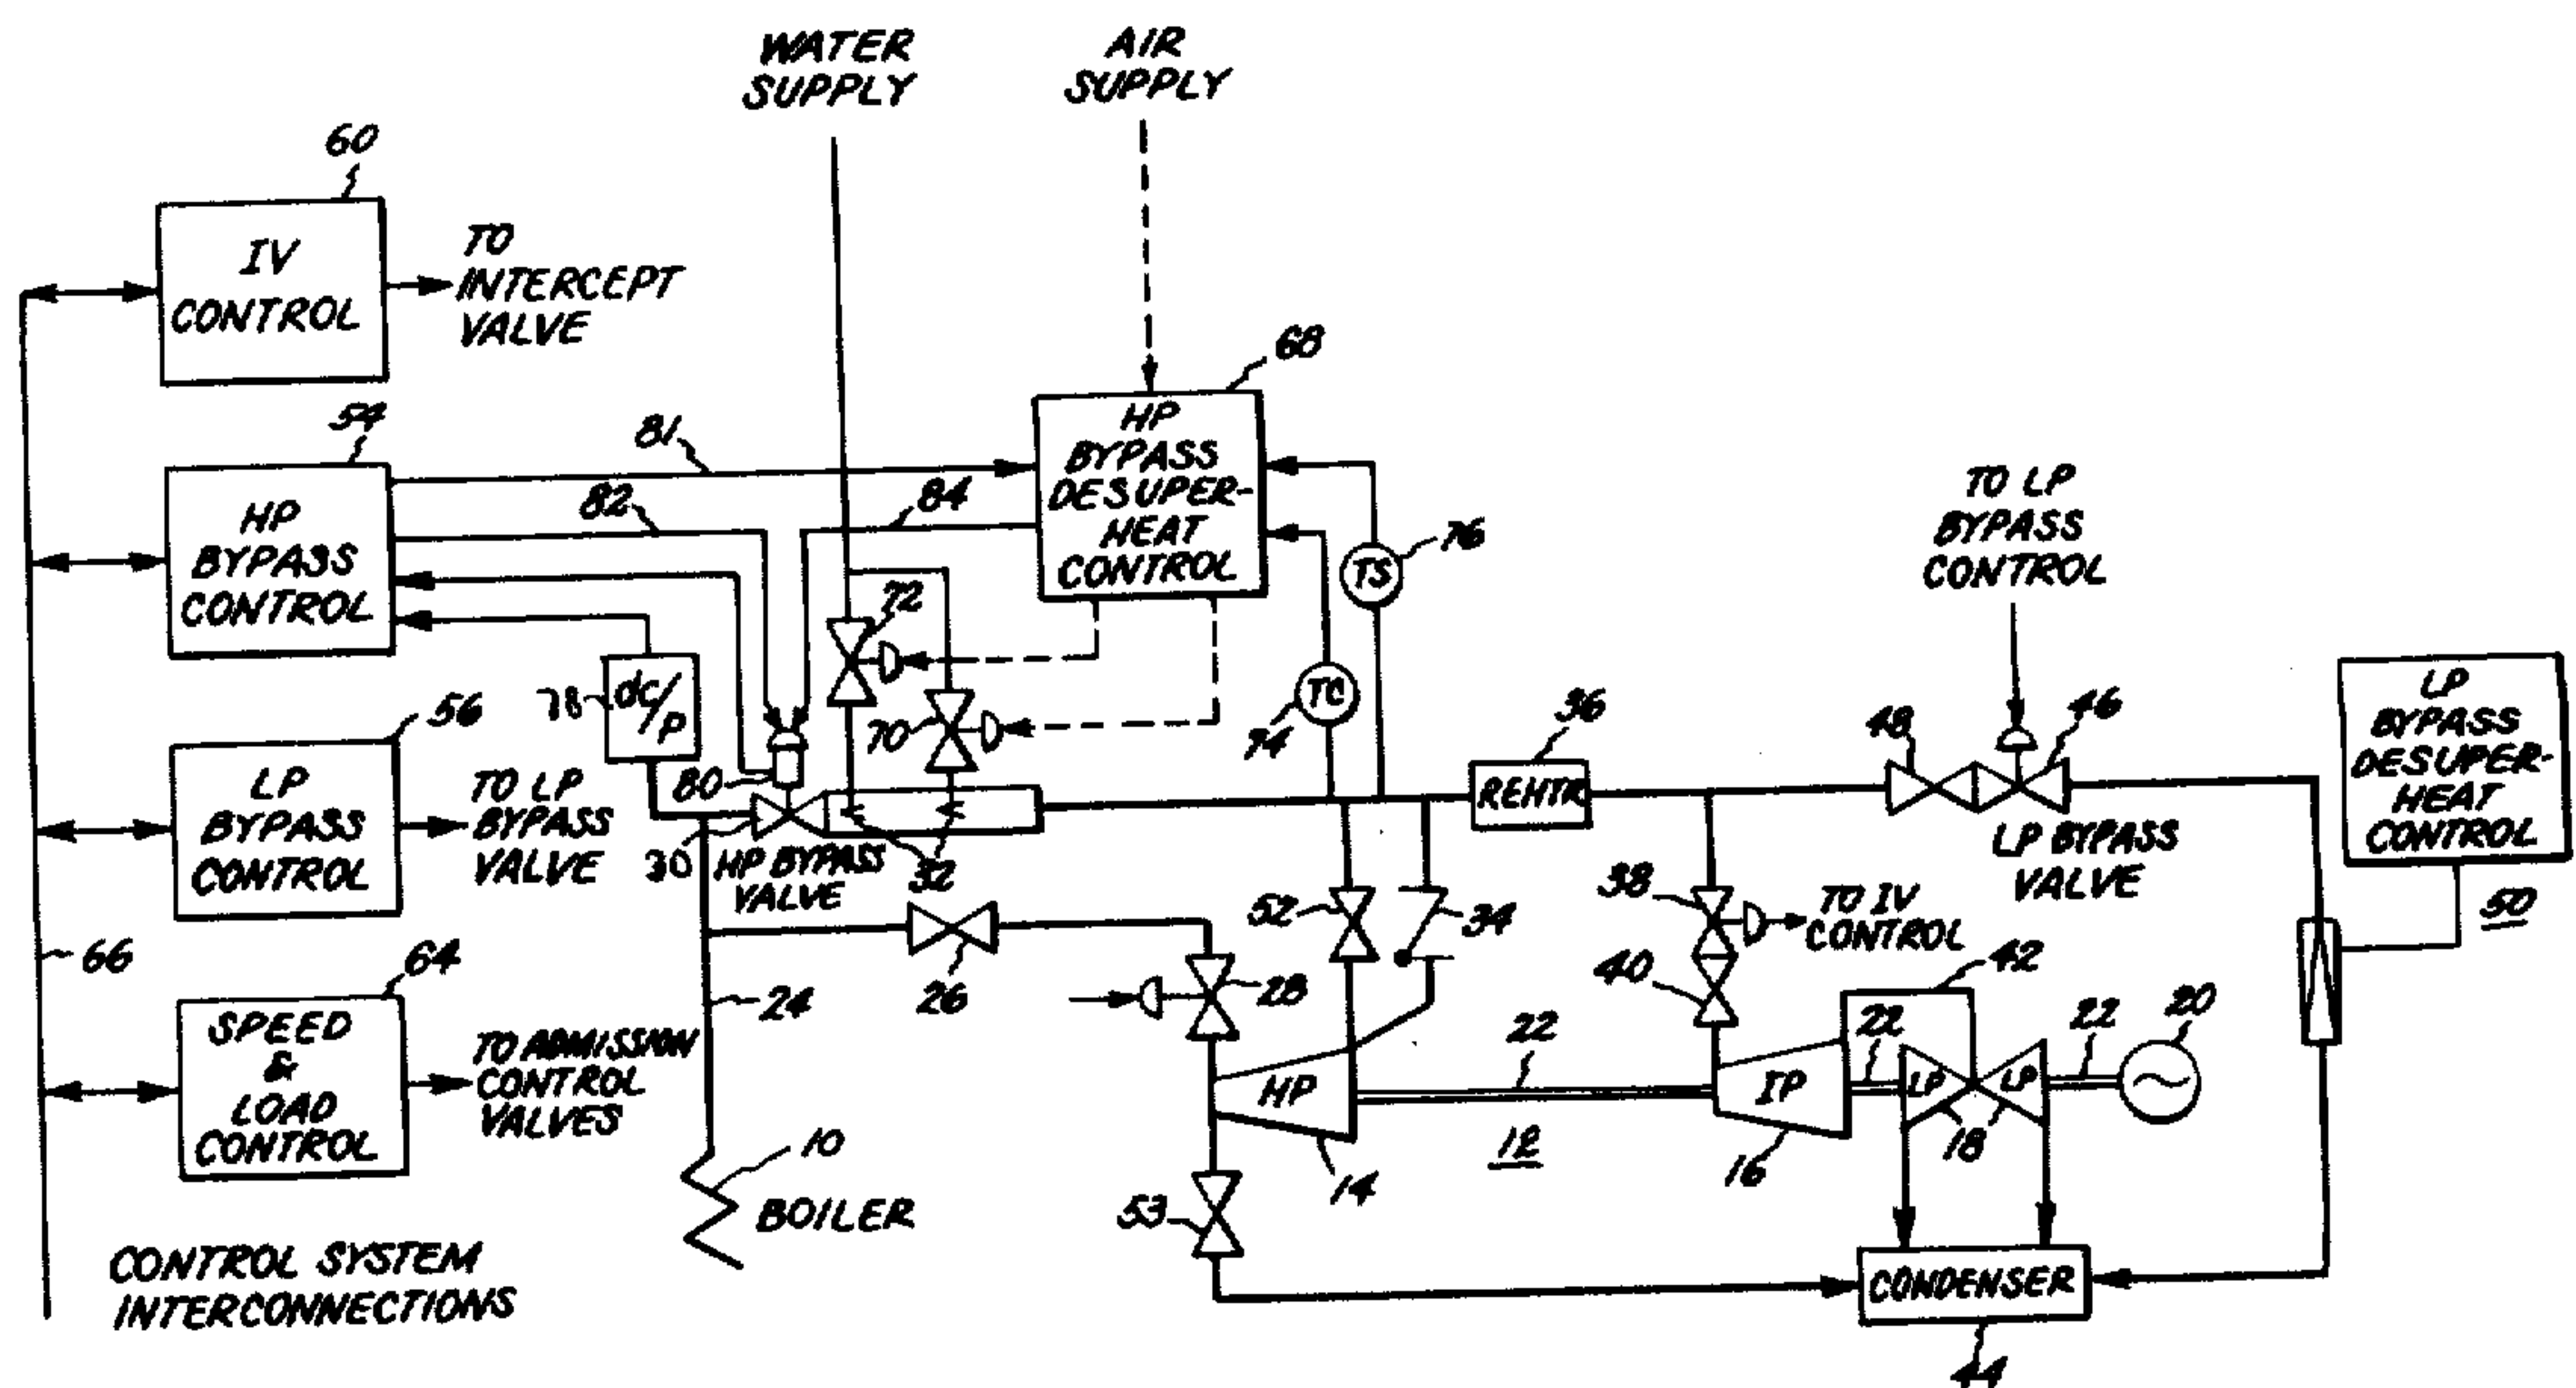 WATER
SUPPLY
AIR
SUPPLY
60
IV
CONTROL
TO
INTERCEPT
VALVE
68
54
HP
BYPASS
CONTROL
81
82
84
HP
BYPASS
DESUPER-
HEAT
CONTROL
76
TS
TC
74
72
70
78
dc/
P
80
30
HP BYPASS
VALVE
32
56
LP
BYPASS
CONTROL
TO LP
BYPASS
VALVE
66
64
SPEED
&
LOAD
CONTROL
TO ADMISSION
CONTROL
VALVES
24
26
28
10
BOILER
CONTROL SYSTEM
INTERCONNECTIONS
36
REHTR
52
34
TO LP
BYPASS
CONTROL
48
46
LP BYPASS
VALVE
38
TO IV
CONTROL
40
42
LP
BYPASS
DESUPER-
HEAT
CONTROL
50
22
HP
14
12
IP
16
22
LP
LP
18
22
20
53
CONDENSER
44